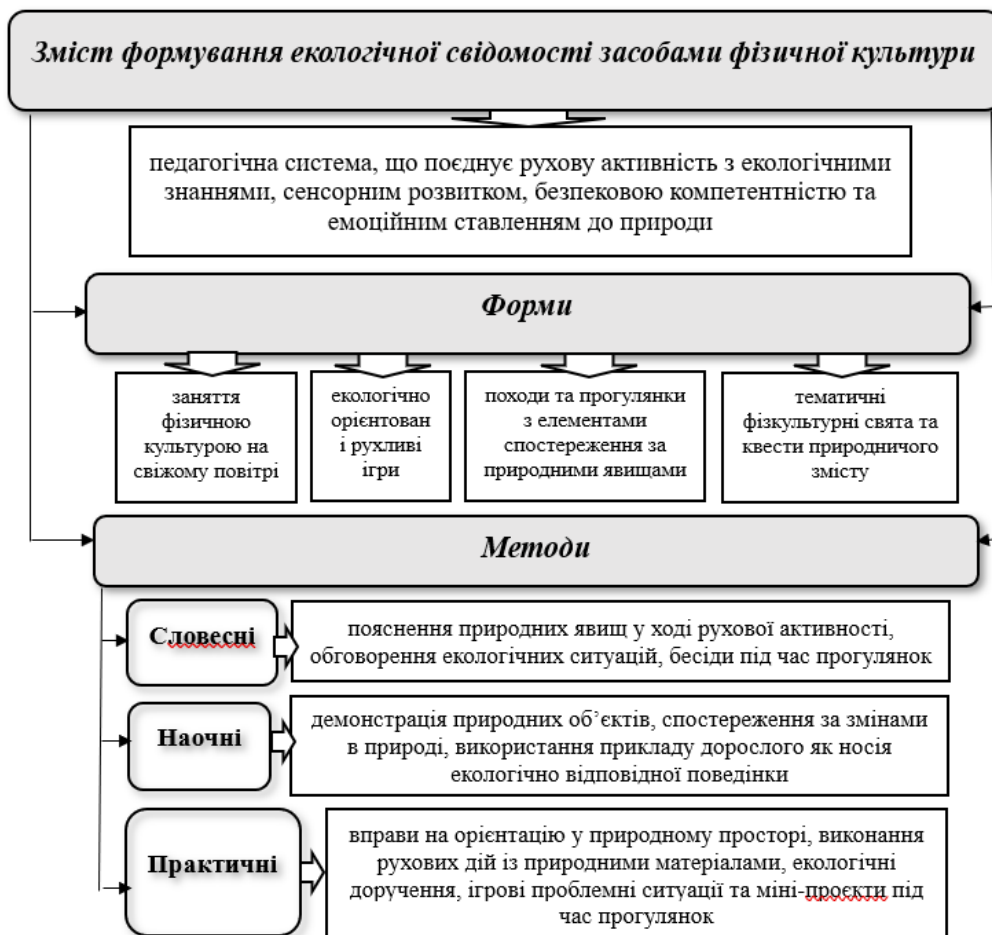 Зміст формування екологічної свідомості засобами фізичної культури
педагогічна система, що поєднує рухову активність з екологічними
знаннями, сенсорним розвитком, безпековою компетентністю та
емоційним ставленням до природи
Форми
заняття
фізичною
культурою на
свіжому повітрі
екологічно
орієнтован
і рухливі
ігри
походи та прогулянки
з елементами
спостереження за
природними явищами
тематичні
фізкультурні свята та
квести природничого
змісту
Методи
Словесні
пояснення природних явищ у ході рухової активності,
обговорення екологічних ситуацій, бесіди під час прогулянок
Наочні
демонстрація природних об’єктів, спостереження за змінами
в природі, використання прикладу дорослого як носія
екологічно відповідної поведінки
Практичні
вправи на орієнтацію у природному просторі, виконання
рухових дій із природними матеріалами, екологічні
доручення, ігрові проблемні ситуації та міні-проєкти під
час прогулянок